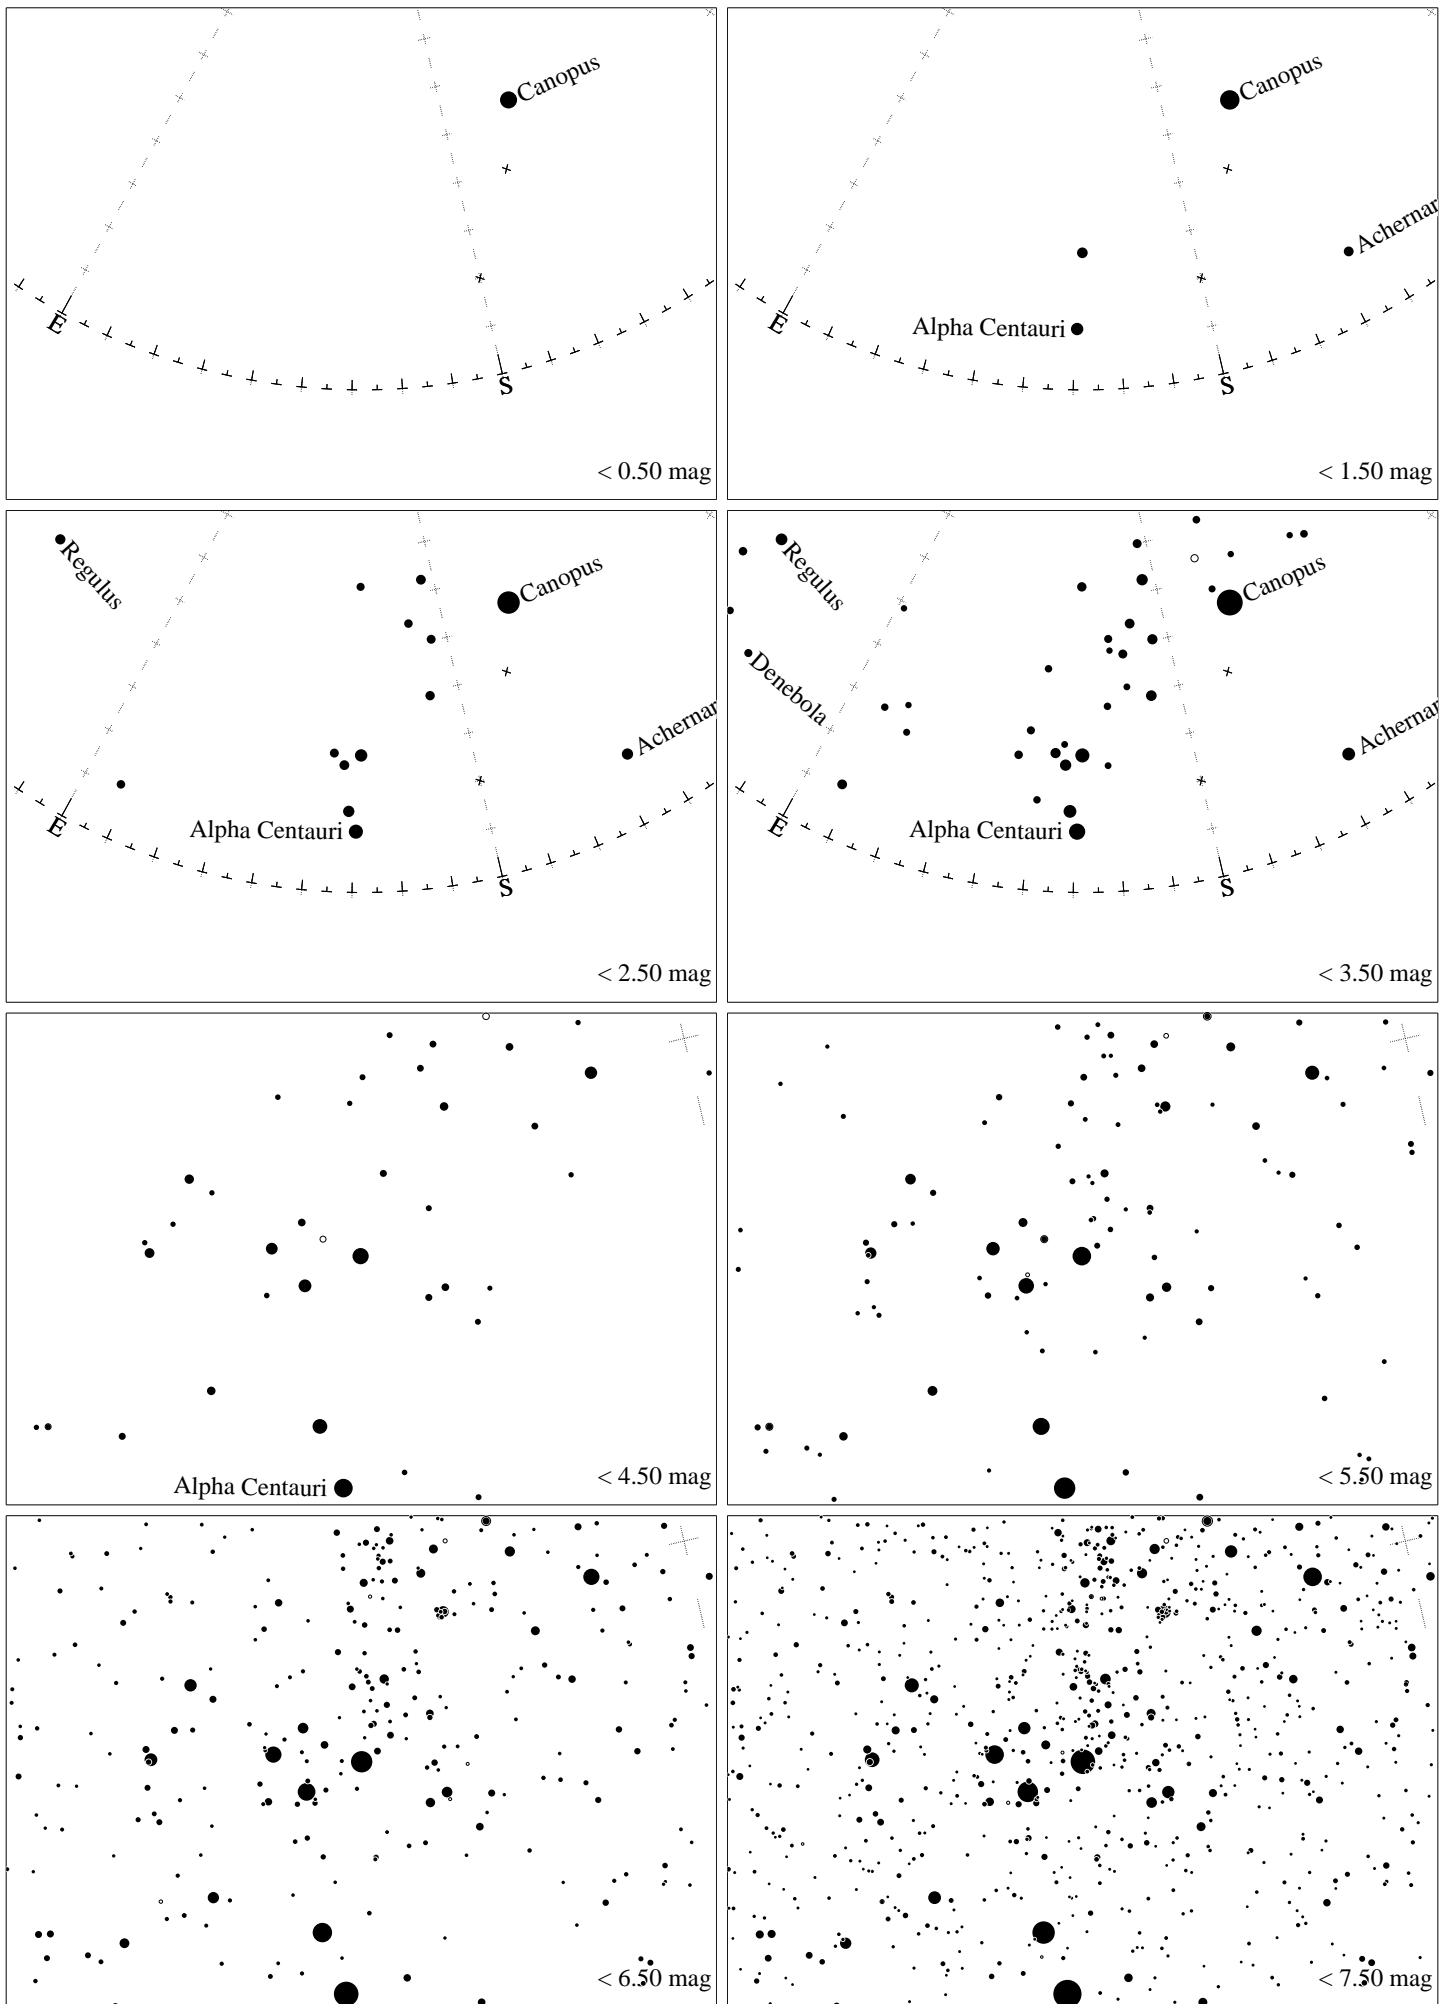 Canopus
E
S
< 0.50 mag
Canopus
Achernar
Alpha Centauri
E
S
< 1.50 mag
Regulus
Canopus
Achernar
Alpha Centauri
E
S
< 2.50 mag
Regulus
Canopus
Denebola
Achernar
Alpha Centauri
E
S
< 3.50 mag
Alpha Centauri
< 4.50 mag
< 5.50 mag
< 6.50 mag
< 7.50 mag